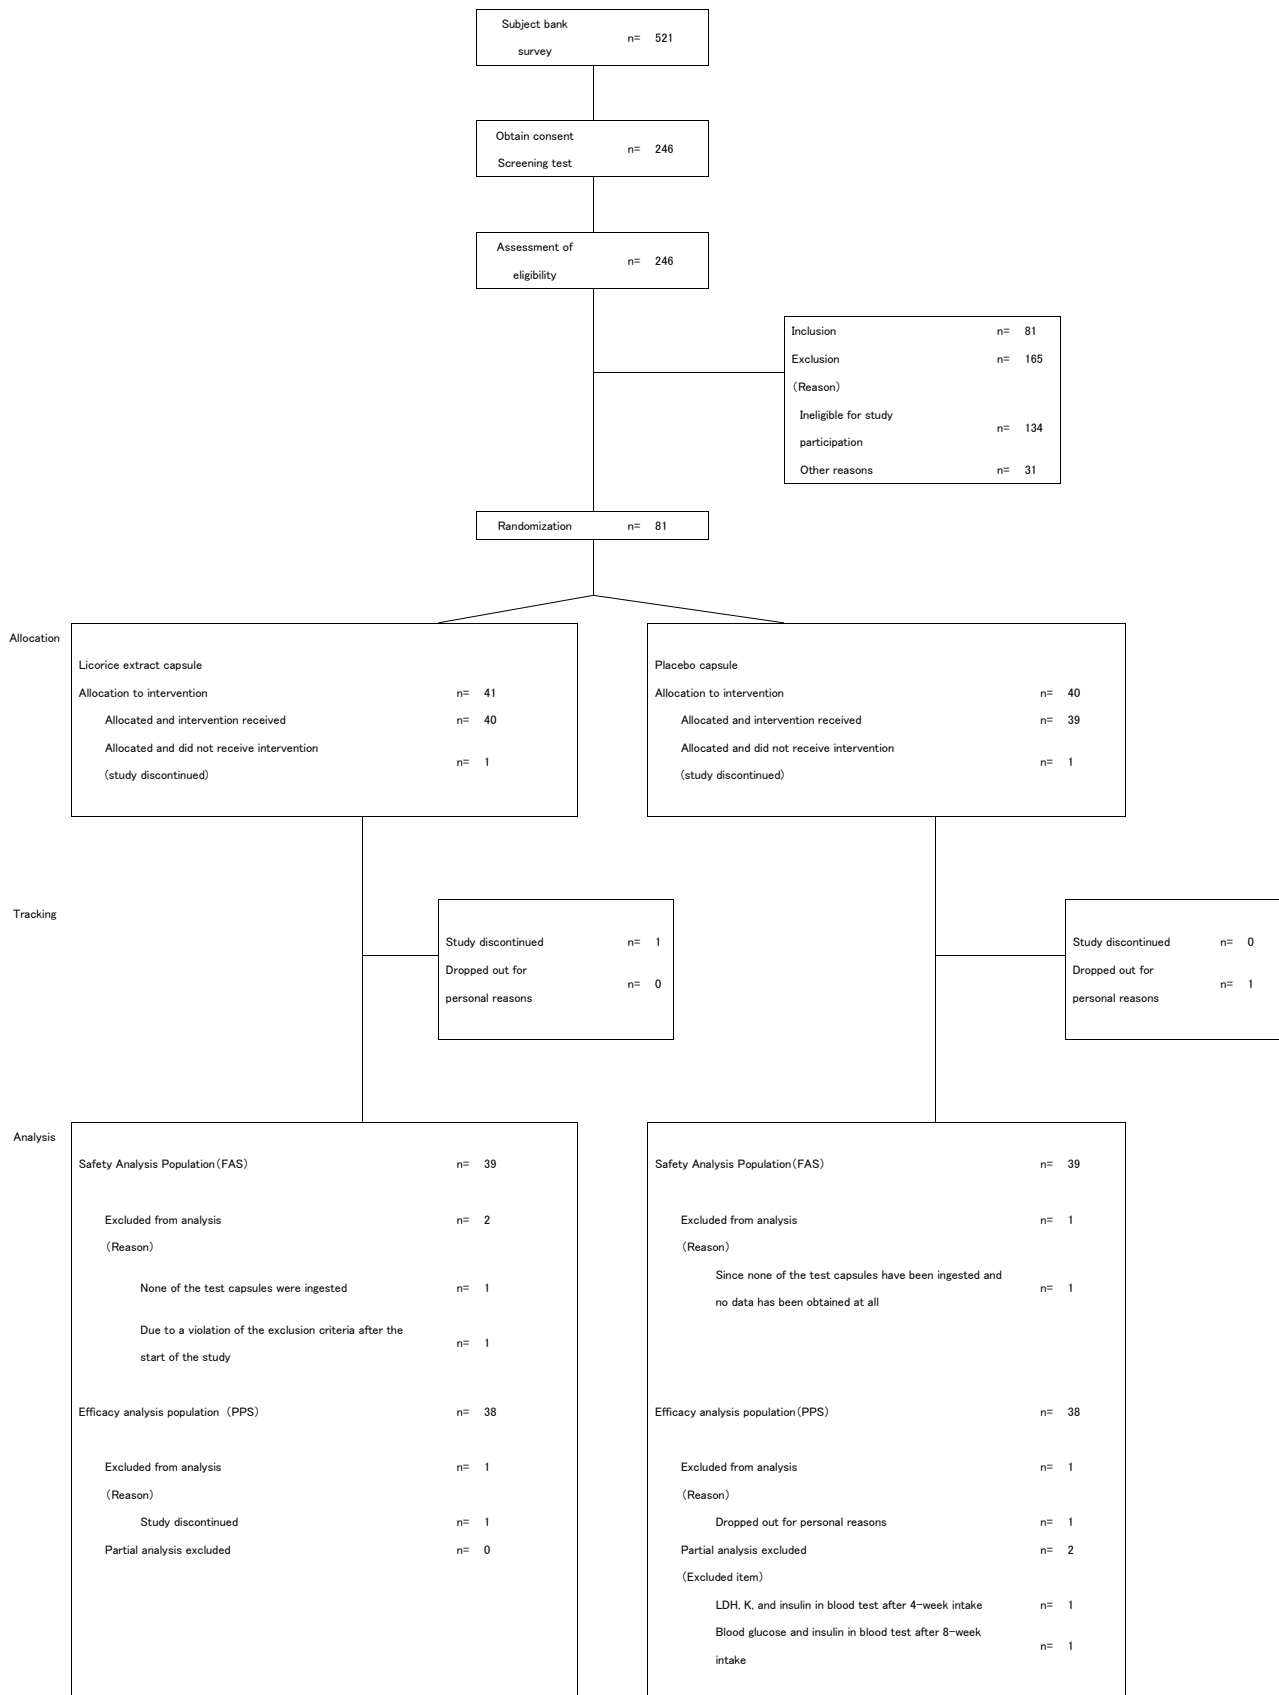 Subject bank
survey
n= 521
Obtain consent
Screening test
n= 246
Assessment of
eligibility
n= 246
Inclusion n= 81
Exclusion n= 165
(Reason)
Ineligible for study
participation
n= 134
Other reasons n= 31
Randomization n= 81
Allocation
Licorice extract capsule
Allocation to intervention n= 41
Allocated and intervention received n= 40
Allocated and did not receive intervention
(study discontinued)
n= 1
Placebo capsule
Allocation to intervention n= 40
Allocated and intervention received n= 39
Allocated and did not receive intervention
(study discontinued)
n= 1
Tracking
Study discontinued n= 1
Dropped out for
personal reasons
n= 0
Study discontinued n= 0
Dropped out for
personal reasons
n= 1
Analysis
Safety Analysis Population(FAS) n= 39
Excluded from analysis n= 2
(Reason)
None of the test capsules were ingested n= 1
Due to a violation of the exclusion criteria after the
start of the study
n= 1
Efficacy analysis population (PPS) n= 38
Excluded from analysis n= 1
(Reason)
Study discontinued n= 1
Partial analysis excluded n= 0
Safety Analysis Population(FAS) n= 39
Excluded from analysis n= 1
(Reason)
Since none of the test capsules have been ingested and
no data has been obtained at all
n= 1
Efficacy analysis population(PPS) n= 38
Excluded from analysis n= 1
(Reason)
Dropped out for personal reasons n= 1
Partial analysis excluded n= 2
(Excluded item)
LDH, K, and insulin in blood test after 4-week intake n= 1
Blood glucose and insulin in blood test after 8-week
intake
n= 1